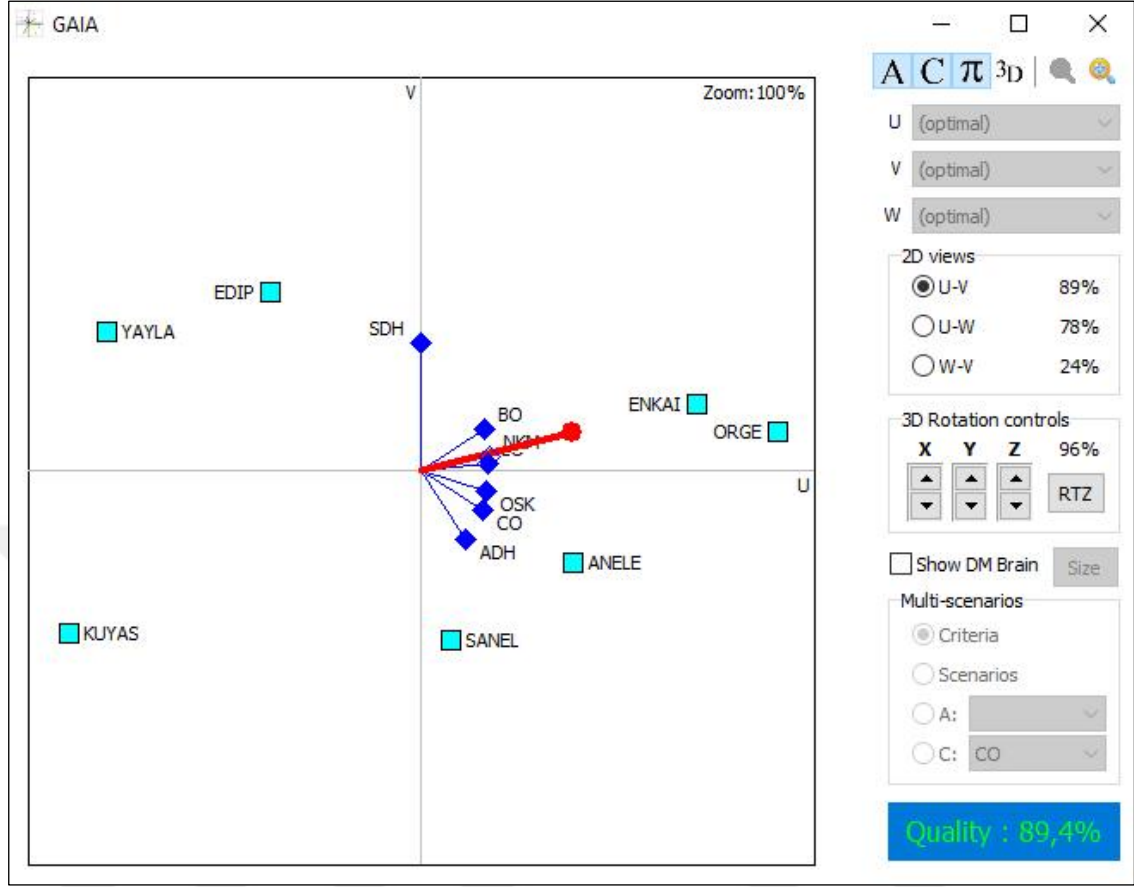 GAIA
A C π 3D
V
Zoom: 100%
U (optimal)
V (optimal)
W (optimal)
2D views
U-V 89%
U-W 78%
W-V 24%
EDIP
YAYLA
SDH
BO
NKM
ENKAI
ORGE
U
OSK
CO
ADH
ANELE
KUYAS
SANEL
3D Rotation controls
X Y Z 96%
RTZ
Show DM Brain Size
Multi-scenarios
Criteria
Scenarios
A:
C: CO
Quality : 89,4%